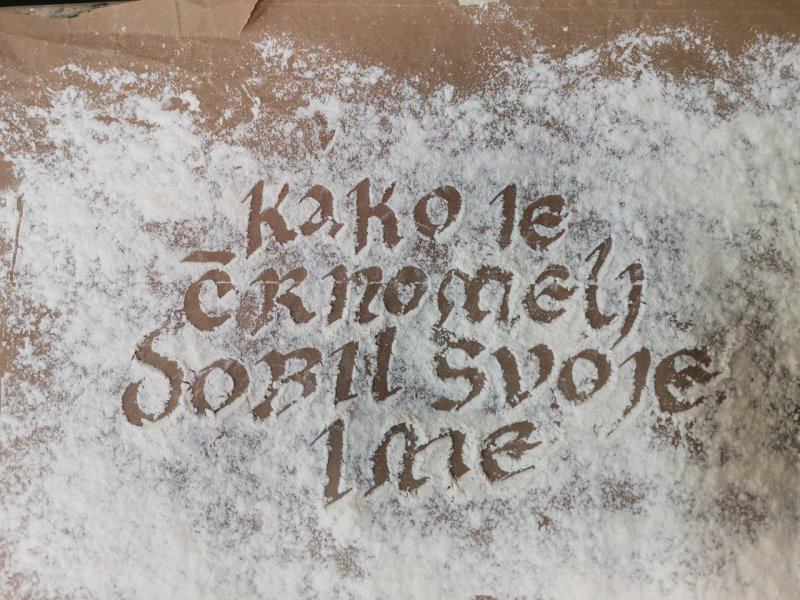 Kako je
Črnomelj
dobil svoje
ime